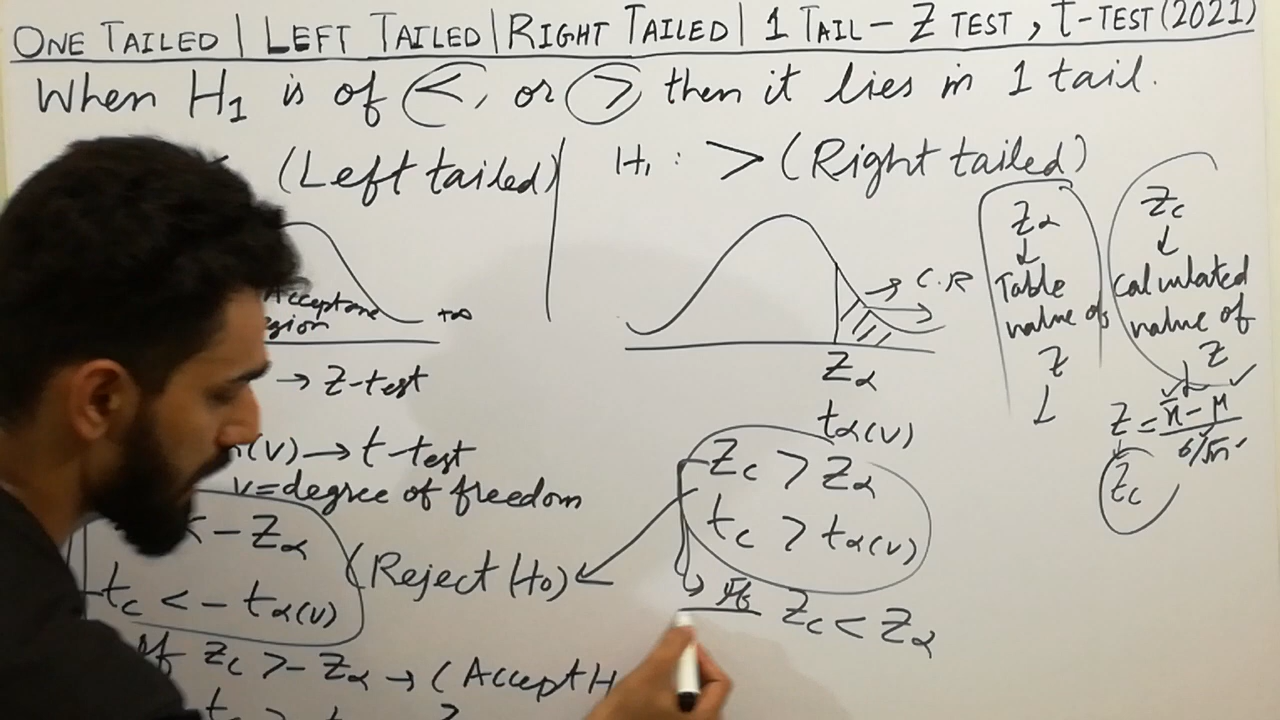 ONE TAILED | LEFT TAILED | RIGHT TAILED | 1 TAIL - Z TEST, t-TEST (2021)
When H₁ is of <, or > then it lies in 1 tail.
(Left tailed)
H₁ : > (Right tailed)
+∞
→ Z-test
(v) → t-test
v = degree of freedom
< - Zα
tc < - tα(v)
(Reject H₀)
If Zc > - Zα → (Accept H
→ C.R
Zα
tα(v)
Zc > Zα
tc > tα(v)
If Zc < Zα
Zα
↓
Table
value of
Z
Zc
↓
Calculated
value of
Z
Z = x̄ - μ
σ/√n
tc